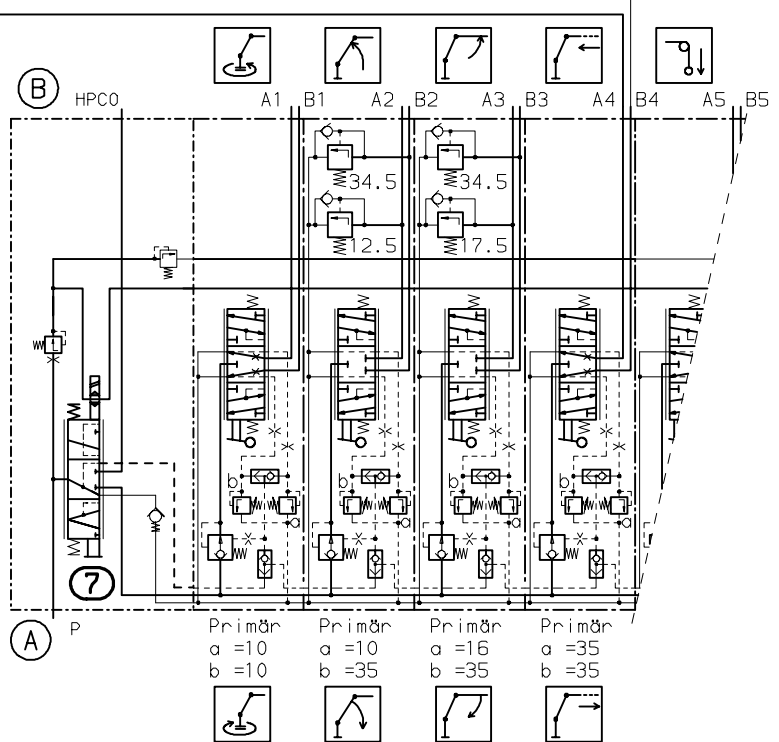 B
HPCO
A1
B1
A2
B2
A3
B3
A4
B4
A5
B5
34.5
34.5
12.5
17.5
b
b
b
b
a
a
a
a
7
A
P
Primär
a =10
b =10
Primär
a =10
b =35
Primär
a =16
b =35
Primär
a =35
b =35